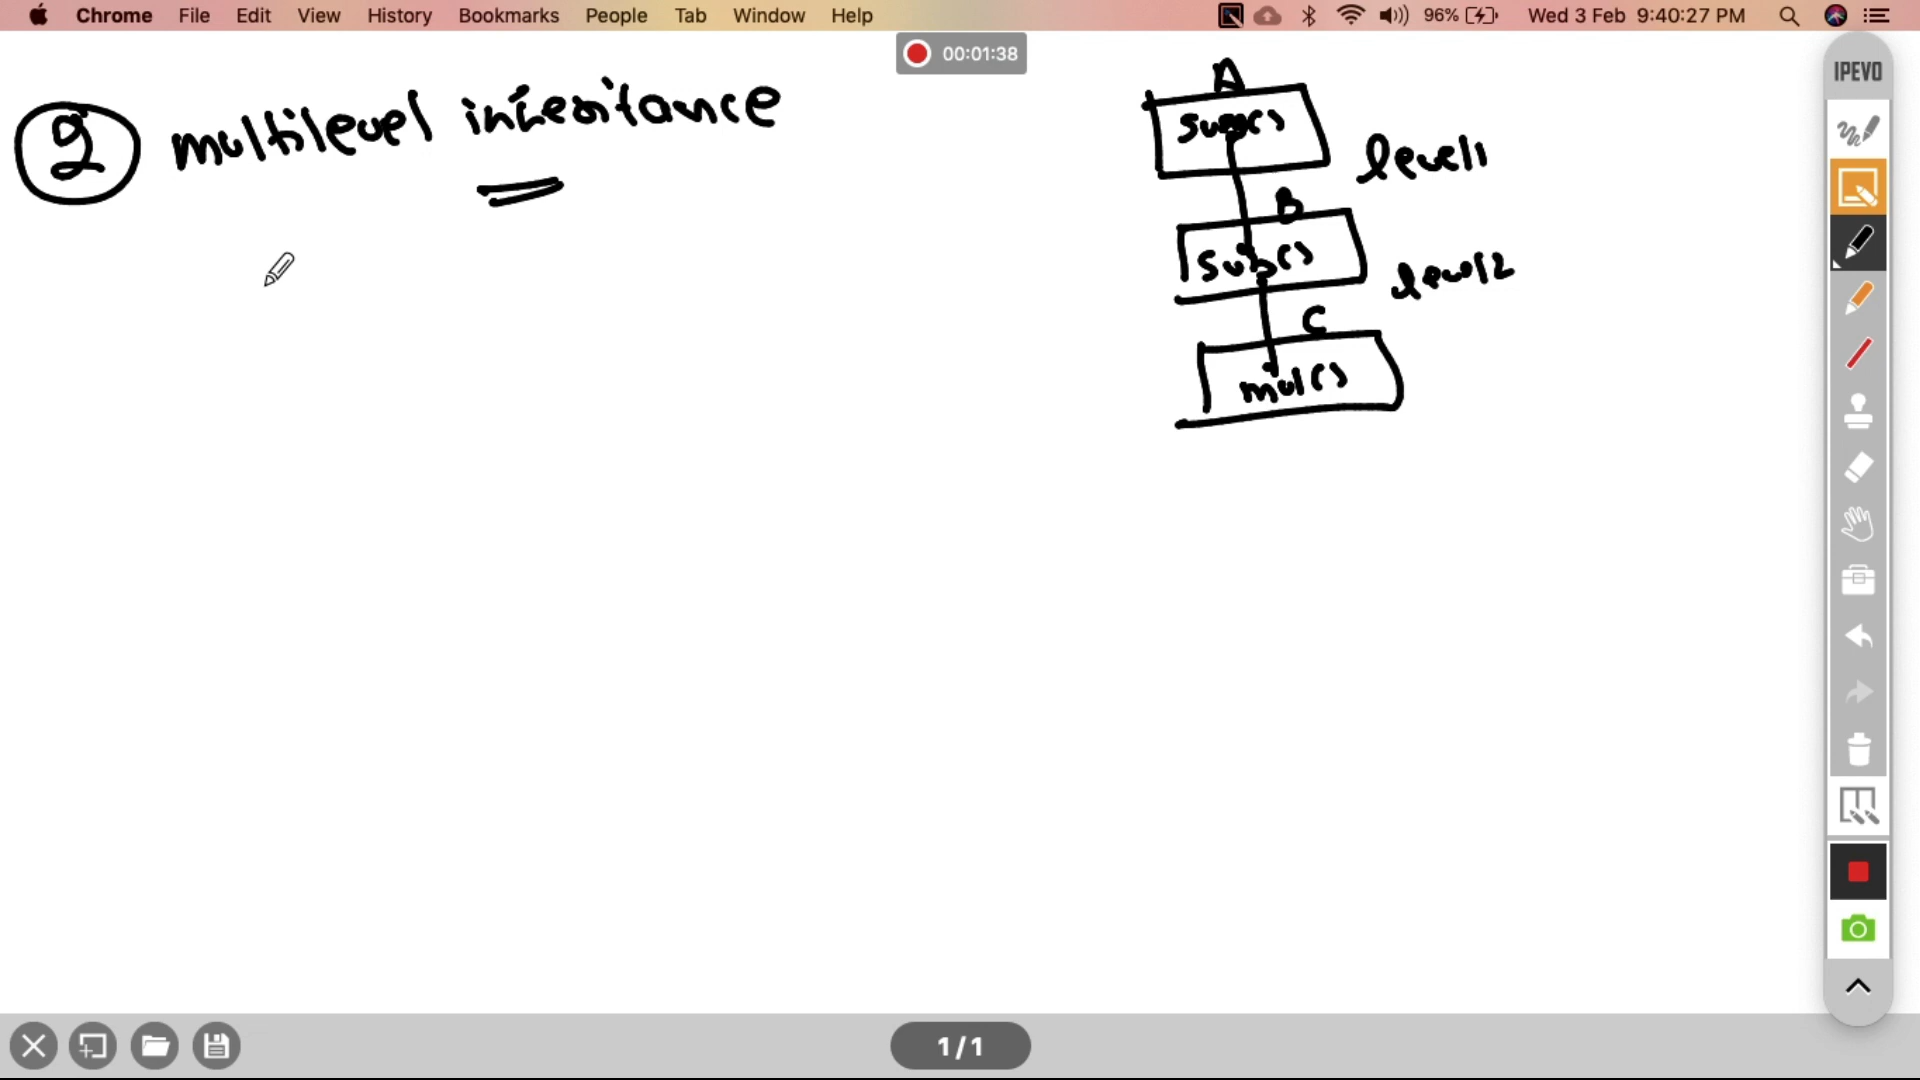 Chrome File Edit View History Bookmarks People Tab Window Help 96% Wed 3 Feb 9:40:27 PM
00:01:38
IPEVO
2 multilevel inheritance
A
level1
B
Sub()
level2
C
mul()
1/1